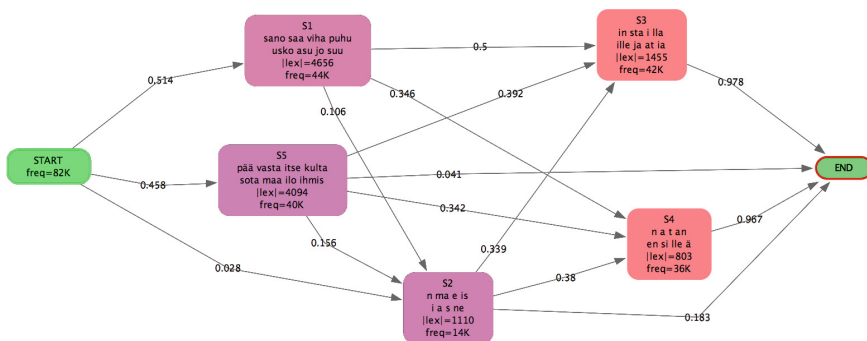 START
freq=82K
S1
sano saa viha puhu
usko asu jo suu
|lex|=4656
freq=44K
S5
pää vasta itse kulta
sota maa ilo ihmis
|lex|=4094
freq=40K
S2
n ma e is
i a s ne
|lex|=1110
freq=14K
S3
in sta i lla
ille ja at ia
|lex|=1455
freq=42K
S4
n a t an
en si lle ä
|lex|=803
freq=36K
END
0.514
0.458
0.028
0.5
0.106
0.346
0.392
0.041
0.342
0.156
0.339
0.38
0.183
0.978
0.967